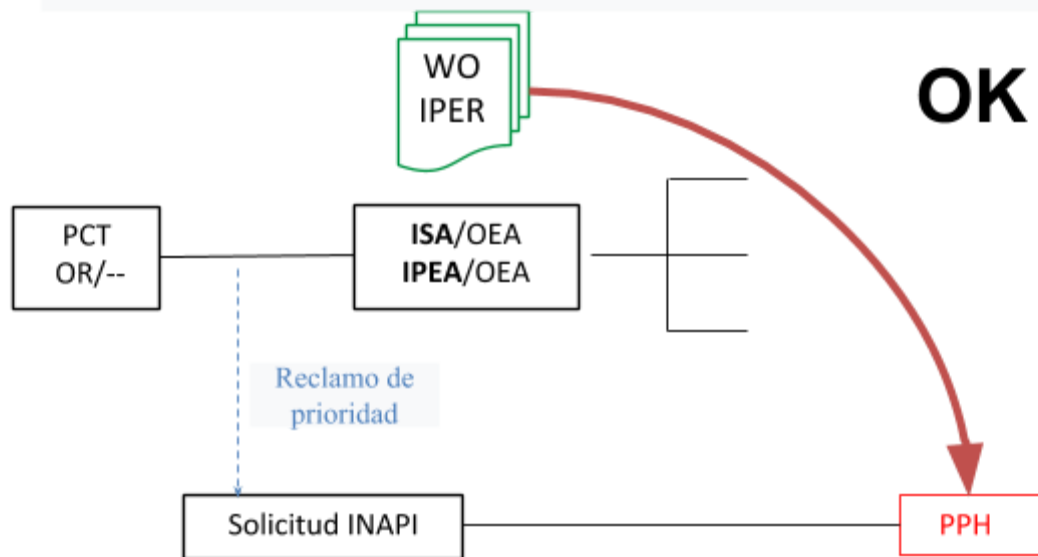 WO
IPER
OK
PCT
OR/--
ISA/OEA
IPEA/OEA
Reclamo de
prioridad
Solicitud INAPI
PPH